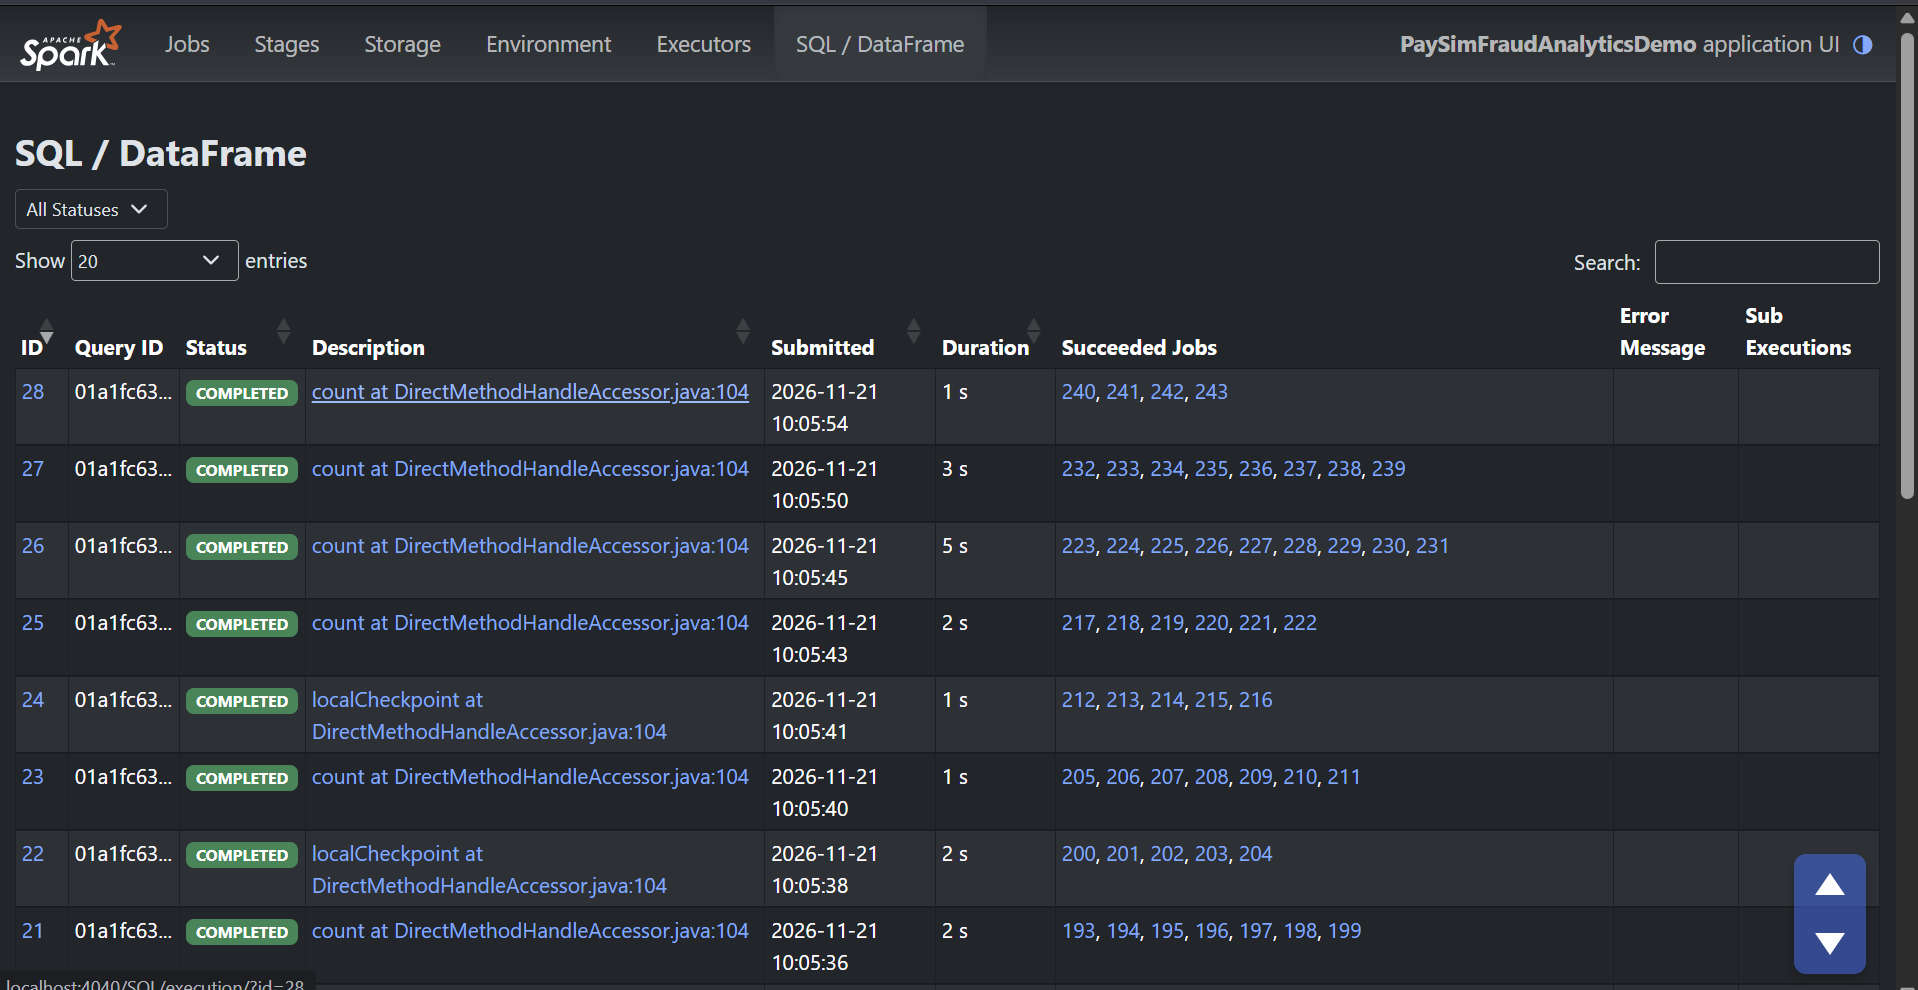 APACHE Spark™ Jobs Stages Storage Environment Executors SQL / DataFrame PaySimFraudAnalyticsDemo application UI
SQL / DataFrame
All Statuses
Show 20 entries Search:
ID Query ID Status Description Submitted Duration Succeeded Jobs Error Message Sub Executions
28 01a1fc63... COMPLETED count at DirectMethodHandleAccessor.java:104 2026-11-21 10:05:54 1 s 240, 241, 242, 243
27 01a1fc63... COMPLETED count at DirectMethodHandleAccessor.java:104 2026-11-21 10:05:50 3 s 232, 233, 234, 235, 236, 237, 238, 239
26 01a1fc63... COMPLETED count at DirectMethodHandleAccessor.java:104 2026-11-21 10:05:45 5 s 223, 224, 225, 226, 227, 228, 229, 230, 231
25 01a1fc63... COMPLETED count at DirectMethodHandleAccessor.java:104 2026-11-21 10:05:43 2 s 217, 218, 219, 220, 221, 222
24 01a1fc63... COMPLETED localCheckpoint at DirectMethodHandleAccessor.java:104 2026-11-21 10:05:41 1 s 212, 213, 214, 215, 216
23 01a1fc63... COMPLETED count at DirectMethodHandleAccessor.java:104 2026-11-21 10:05:40 1 s 205, 206, 207, 208, 209, 210, 211
22 01a1fc63... COMPLETED localCheckpoint at DirectMethodHandleAccessor.java:104 2026-11-21 10:05:38 2 s 200, 201, 202, 203, 204
21 01a1fc63... COMPLETED count at DirectMethodHandleAccessor.java:104 2026-11-21 10:05:36 2 s 193, 194, 195, 196, 197, 198, 199
localhost:4040/SQL/execution/?id=28